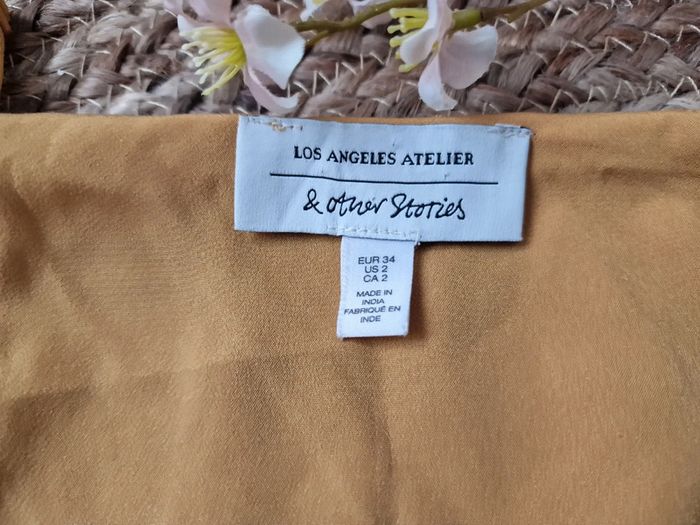 LOS ANGELES ATELIER
& other Stories
EUR 34
US 2
CA 2
MADE IN
INDIA
FABRIQUÉ EN
INDE